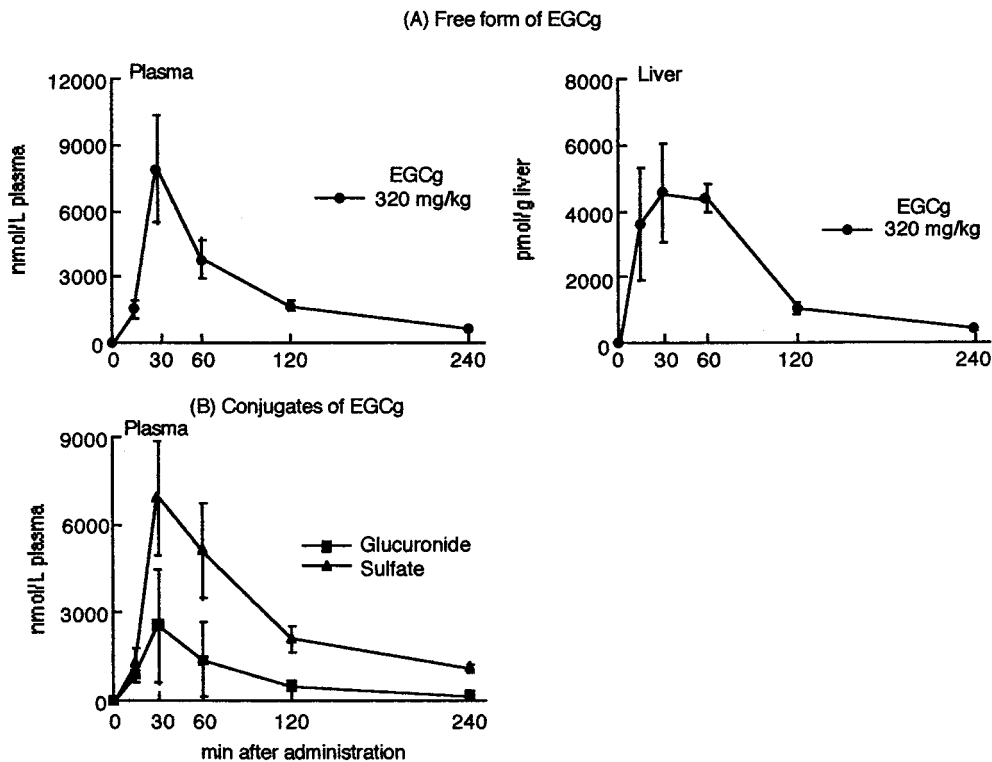 (A) Free form of EGCg
Plasma
12000
9000
6000
3000
0
nmol/L plasma
EGCg
320 mg/kg
0 30 60 120 240
Liver
8000
6000
4000
2000
0
pmol/g liver
EGCg
320 mg/kg
0 30 60 120 240
(B) Conjugates of EGCg
Plasma
9000
6000
3000
0
nmol/L plasma
Glucuronide
Sulfate
0 30 60 120 240
min after administration